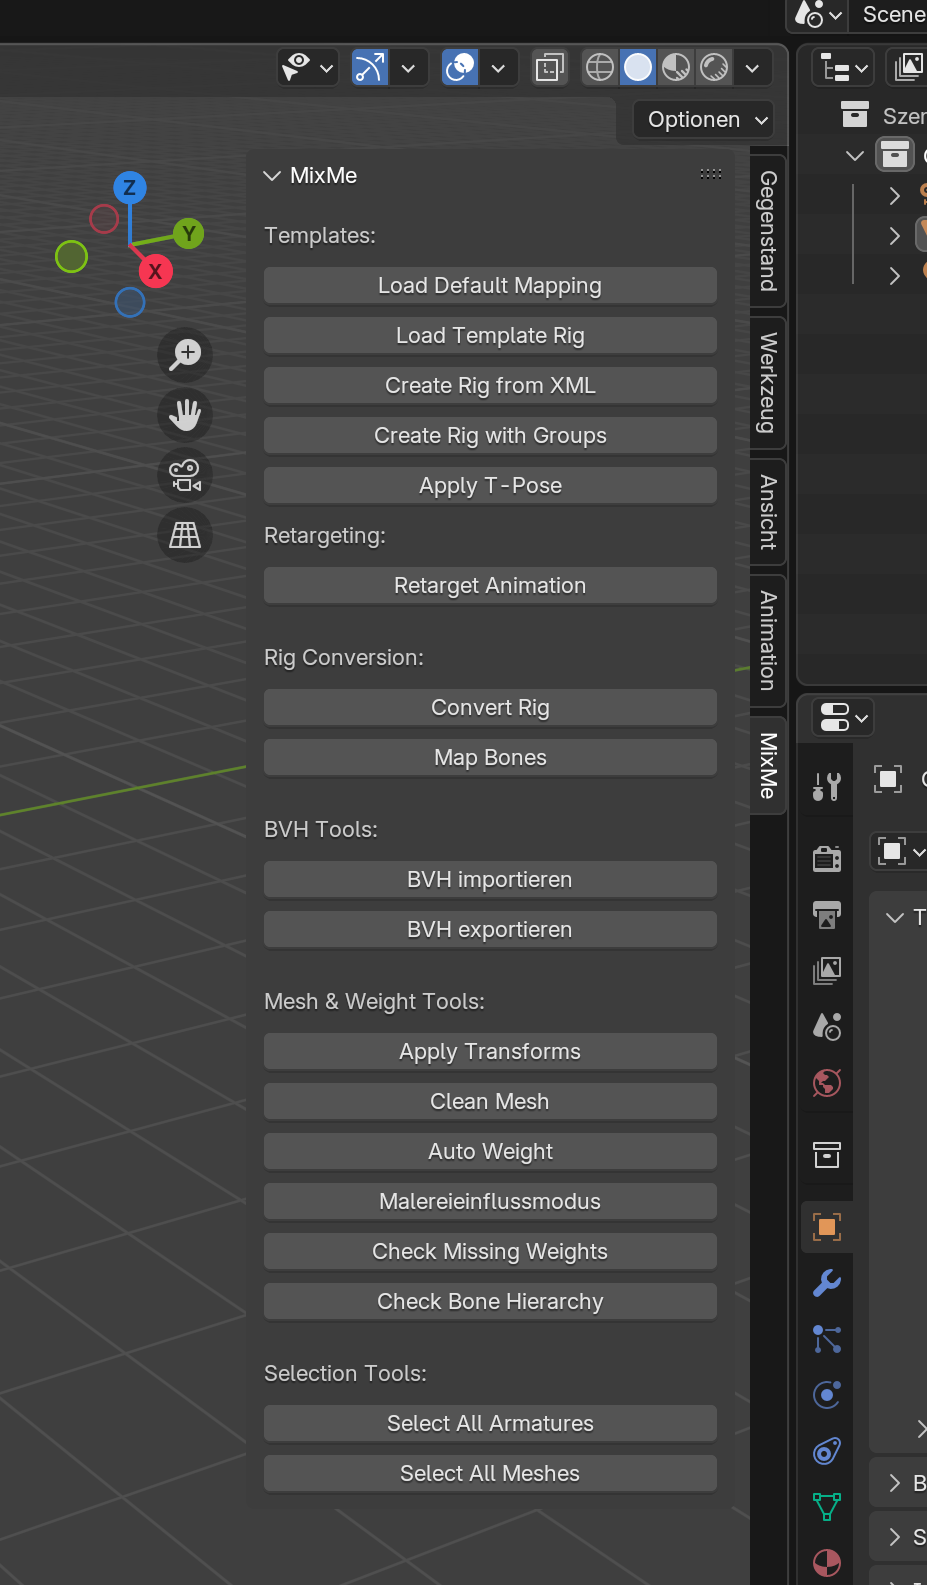 Scene
Optionen
Szen
MixMe
Z
Y
X
Templates:
Load Default Mapping
Load Template Rig
Create Rig from XML
Create Rig with Groups
Apply T-Pose
Retargeting:
Retarget Animation
Rig Conversion:
Convert Rig
Map Bones
BVH Tools:
BVH importieren
BVH exportieren
Mesh & Weight Tools:
Apply Transforms
Clean Mesh
Auto Weight
Malereieinflussmodus
Check Missing Weights
Check Bone Hierarchy
Selection Tools:
Select All Armatures
Select All Meshes
Gegenstand
Werkzeug
Ansicht
Animation
MixMe
T
B
S